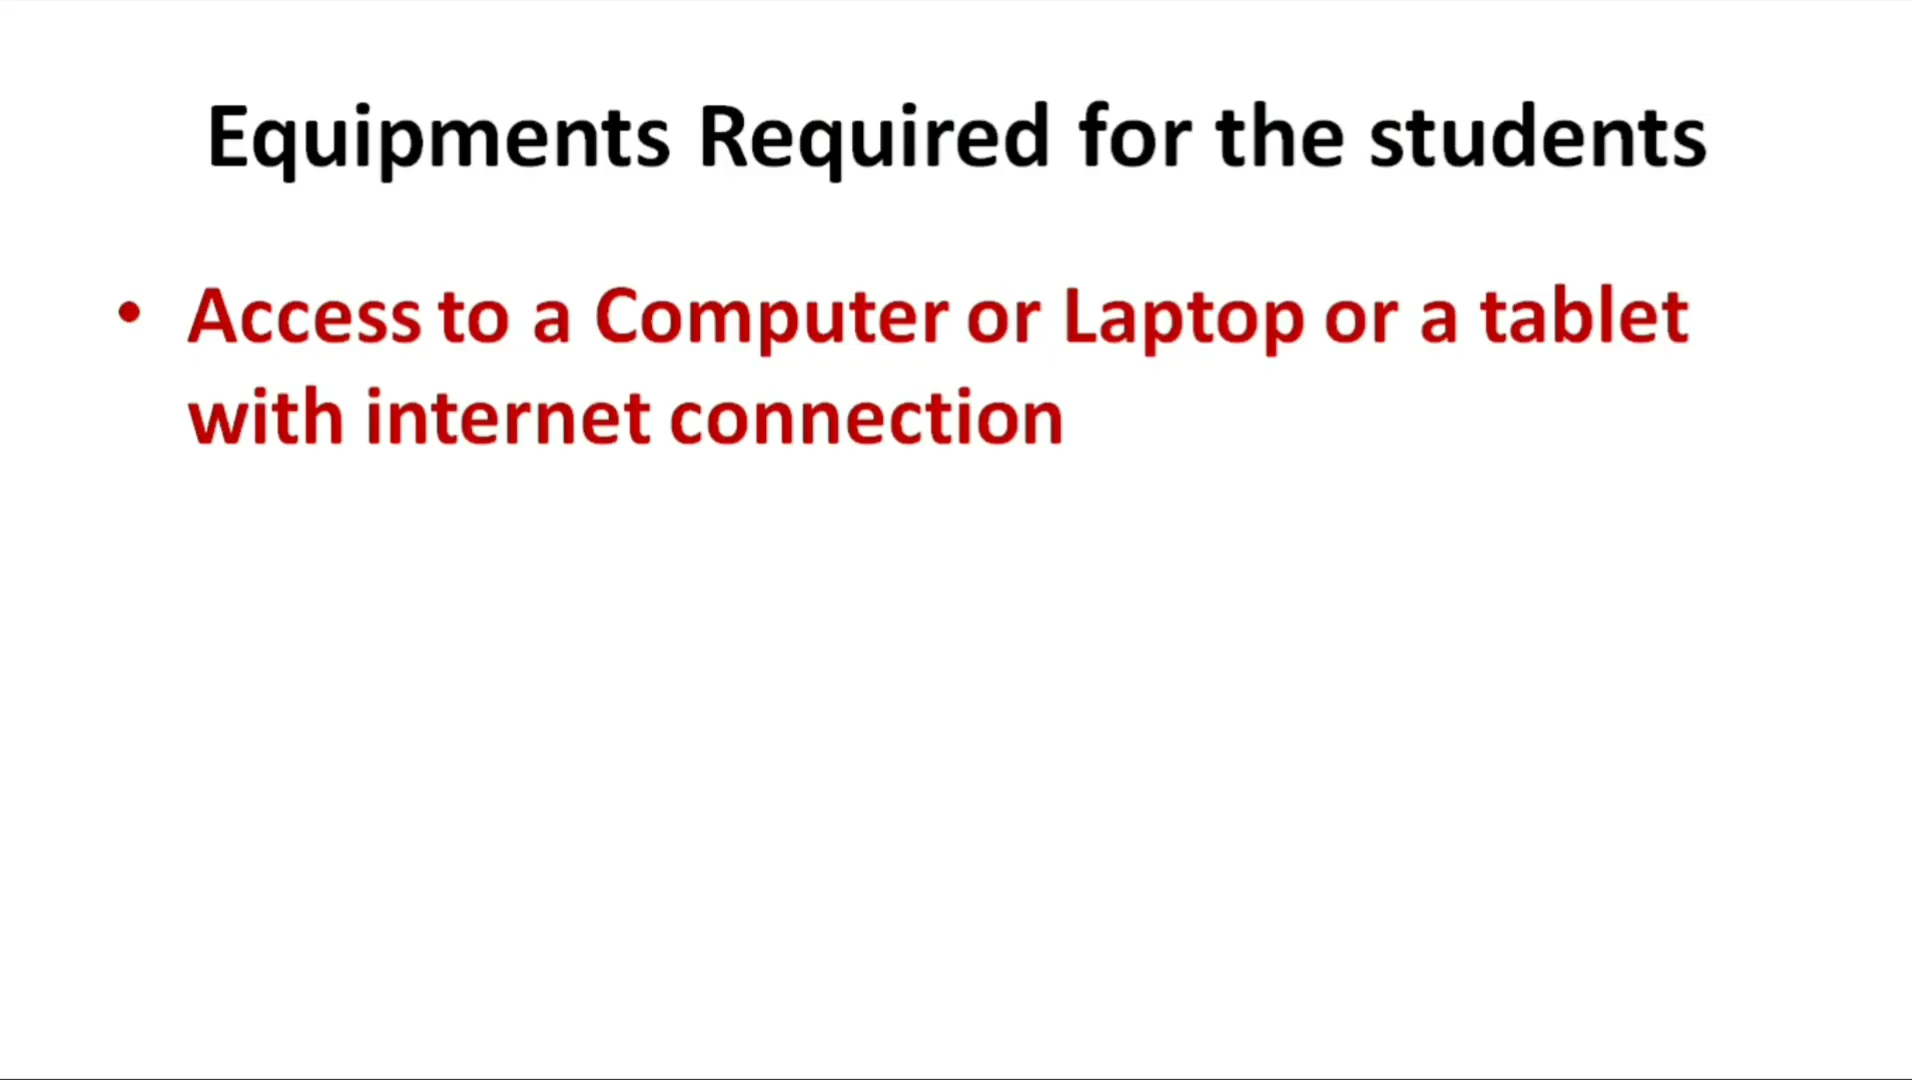 Equipments Required for the students
• Access to a Computer or Laptop or a tablet
with internet connection